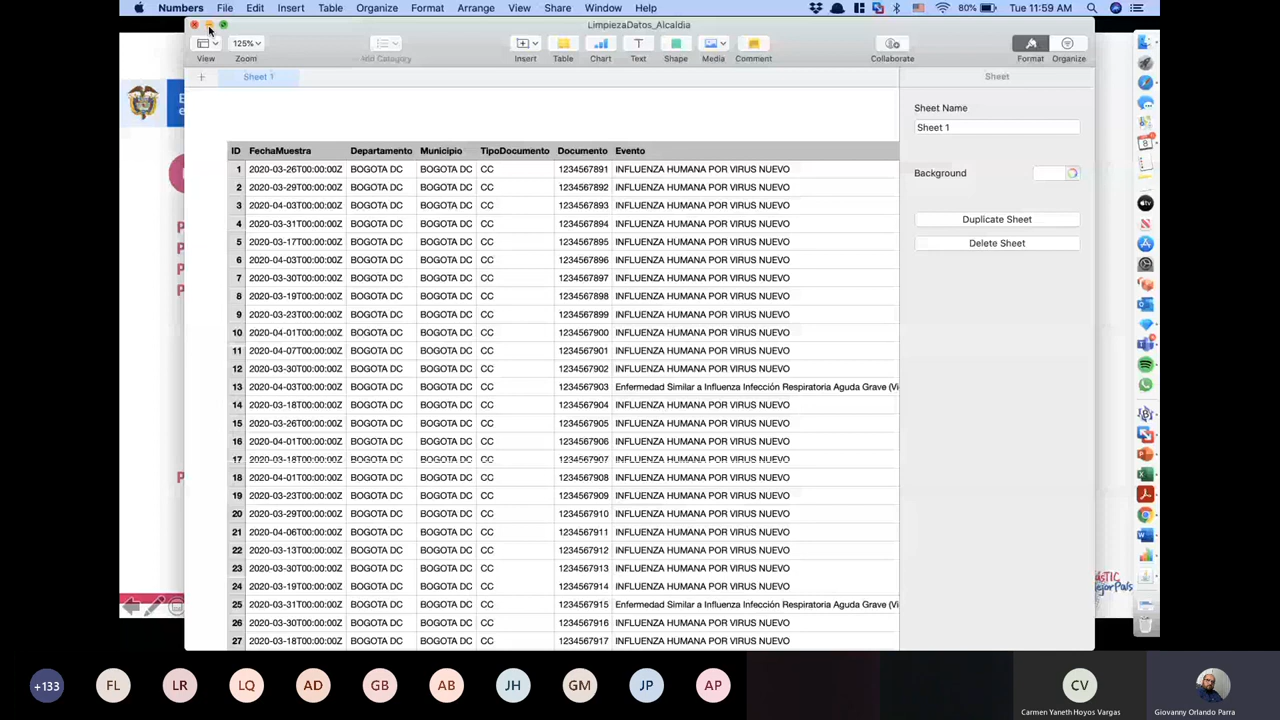 Numbers File Edit Insert Table Organize Format Arrange View Share Window Help 80% Tue 11:59 AM
LimpiezaDatos_Alcaldia
125%
View Zoom Add Category Insert Table Chart Text Shape Media Comment Collaborate Format Organize
+ Sheet 1 Sheet
Sheet Name
Sheet 1
Background
Duplicate Sheet
Delete Sheet
ID FechaMuestra Departamento Municipio TipoDocumento Documento Evento
1 2020-03-26T00:00:00Z BOGOTA DC BOGOTA DC CC 1234567891 INFLUENZA HUMANA POR VIRUS NUEVO
2 2020-03-29T00:00:00Z BOGOTA DC BOGOTA DC CC 1234567892 INFLUENZA HUMANA POR VIRUS NUEVO
3 2020-04-03T00:00:00Z BOGOTA DC BOGOTA DC CC 1234567893 INFLUENZA HUMANA POR VIRUS NUEVO
4 2020-03-31T00:00:00Z BOGOTA DC BOGOTA DC CC 1234567894 INFLUENZA HUMANA POR VIRUS NUEVO
5 2020-03-17T00:00:00Z BOGOTA DC BOGOTA DC CC 1234567895 INFLUENZA HUMANA POR VIRUS NUEVO
6 2020-04-03T00:00:00Z BOGOTA DC BOGOTA DC CC 1234567896 INFLUENZA HUMANA POR VIRUS NUEVO
7 2020-03-30T00:00:00Z BOGOTA DC BOGOTA DC CC 1234567897 INFLUENZA HUMANA POR VIRUS NUEVO
8 2020-03-19T00:00:00Z BOGOTA DC BOGOTA DC CC 1234567898 INFLUENZA HUMANA POR VIRUS NUEVO
9 2020-03-23T00:00:00Z BOGOTA DC BOGOTA DC CC 1234567899 INFLUENZA HUMANA POR VIRUS NUEVO
10 2020-04-01T00:00:00Z BOGOTA DC BOGOTA DC CC 1234567900 INFLUENZA HUMANA POR VIRUS NUEVO
11 2020-04-07T00:00:00Z BOGOTA DC BOGOTA DC CC 1234567901 INFLUENZA HUMANA POR VIRUS NUEVO
12 2020-03-30T00:00:00Z BOGOTA DC BOGOTA DC CC 1234567902 INFLUENZA HUMANA POR VIRUS NUEVO
13 2020-04-03T00:00:00Z BOGOTA DC BOGOTA DC CC 1234567903 Enfermedad Similar a Influenza Infección Respiratoria Aguda Grave (Vi
14 2020-03-18T00:00:00Z BOGOTA DC BOGOTA DC CC 1234567904 INFLUENZA HUMANA POR VIRUS NUEVO
15 2020-03-26T00:00:00Z BOGOTA DC BOGOTA DC CC 1234567905 INFLUENZA HUMANA POR VIRUS NUEVO
16 2020-04-01T00:00:00Z BOGOTA DC BOGOTA DC CC 1234567906 INFLUENZA HUMANA POR VIRUS NUEVO
17 2020-03-18T00:00:00Z BOGOTA DC BOGOTA DC CC 1234567907 INFLUENZA HUMANA POR VIRUS NUEVO
18 2020-04-01T00:00:00Z BOGOTA DC BOGOTA DC CC 1234567908 INFLUENZA HUMANA POR VIRUS NUEVO
19 2020-03-23T00:00:00Z BOGOTA DC BOGOTA DC CC 1234567909 INFLUENZA HUMANA POR VIRUS NUEVO
20 2020-03-29T00:00:00Z BOGOTA DC BOGOTA DC CC 1234567910 INFLUENZA HUMANA POR VIRUS NUEVO
21 2020-04-06T00:00:00Z BOGOTA DC BOGOTA DC CC 1234567911 INFLUENZA HUMANA POR VIRUS NUEVO
22 2020-03-13T00:00:00Z BOGOTA DC BOGOTA DC CC 1234567912 INFLUENZA HUMANA POR VIRUS NUEVO
23 2020-03-30T00:00:00Z BOGOTA DC BOGOTA DC CC 1234567913 INFLUENZA HUMANA POR VIRUS NUEVO
24 2020-03-19T00:00:00Z BOGOTA DC BOGOTA DC CC 1234567914 INFLUENZA HUMANA POR VIRUS NUEVO
25 2020-03-31T00:00:00Z BOGOTA DC BOGOTA DC CC 1234567915 Enfermedad Similar a Influenza Infección Respiratoria Aguda Grave (Vi
26 2020-03-30T00:00:00Z BOGOTA DC BOGOTA DC CC 1234567916 INFLUENZA HUMANA POR VIRUS NUEVO
27 2020-03-18T00:00:00Z BOGOTA DC BOGOTA DC CC 1234567917 INFLUENZA HUMANA POR VIRUS NUEVO
+133 FL LR LQ AD GB AB JH GM JP AP CV
Carmen Yaneth Hoyos Vargas Giovanny Orlando Parra